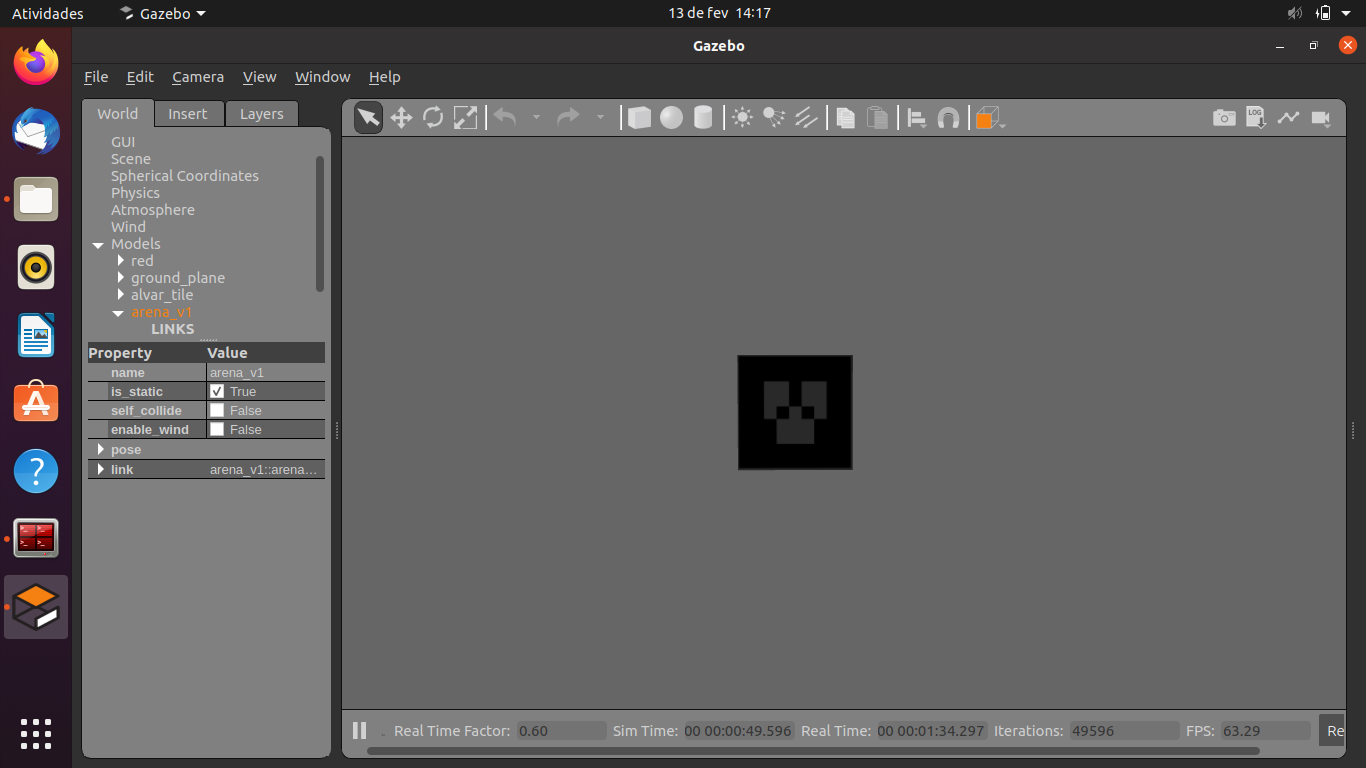 Atividades Gazebo 13 de fev 14:17
Gazebo
File Edit Camera View Window Help
World Insert Layers
GUI
Scene
Spherical Coordinates
Physics
Atmosphere
Wind
Models
red
ground_plane
alvar_tile
arena_v1
LINKS
Property Value
name arena_v1
is_static True
self_collide False
enable_wind False
pose
link arena_v1::arena...
LOG
Real Time Factor: 0.60 Sim Time: 00 00:00:49.596 Real Time: 00 00:01:34.297 Iterations: 49596 FPS: 63.29 Re